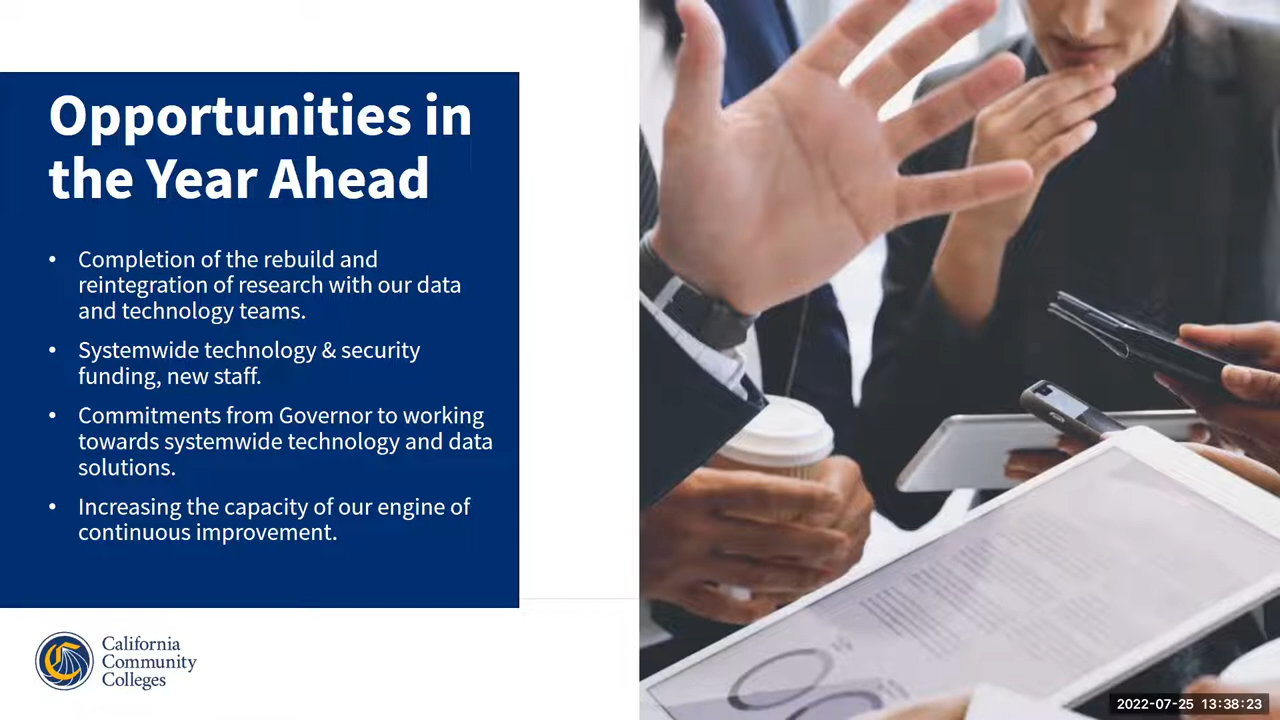 Opportunities in
the Year Ahead
• Completion of the rebuild and
reintegration of research with our data
and technology teams.
• Systemwide technology & security
funding, new staff.
• Commitments from Governor to working
towards systemwide technology and data
solutions.
• Increasing the capacity of our engine of
continuous improvement.
California
Community
Colleges
2022-07-25 13:38:23